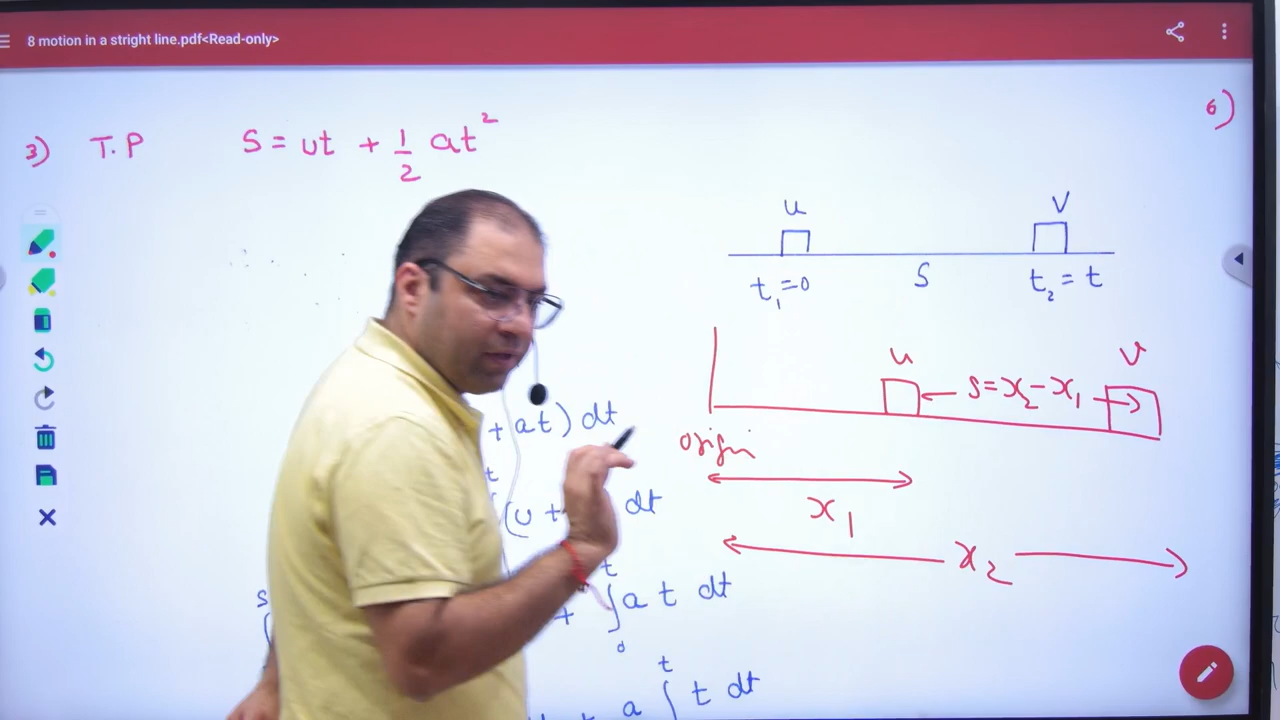 8 motion in a stright line.pdf<Read-only>
6)
3) T.P S = ut + 1/2 at²
u v
t₁=0 S t₂ = t
u v
s=x₂-x₁
+ at) dt
origin
t
(u + dt
x₁
x₂
s
t
+ ∫ a t dt
0
t
a ∫ t dt